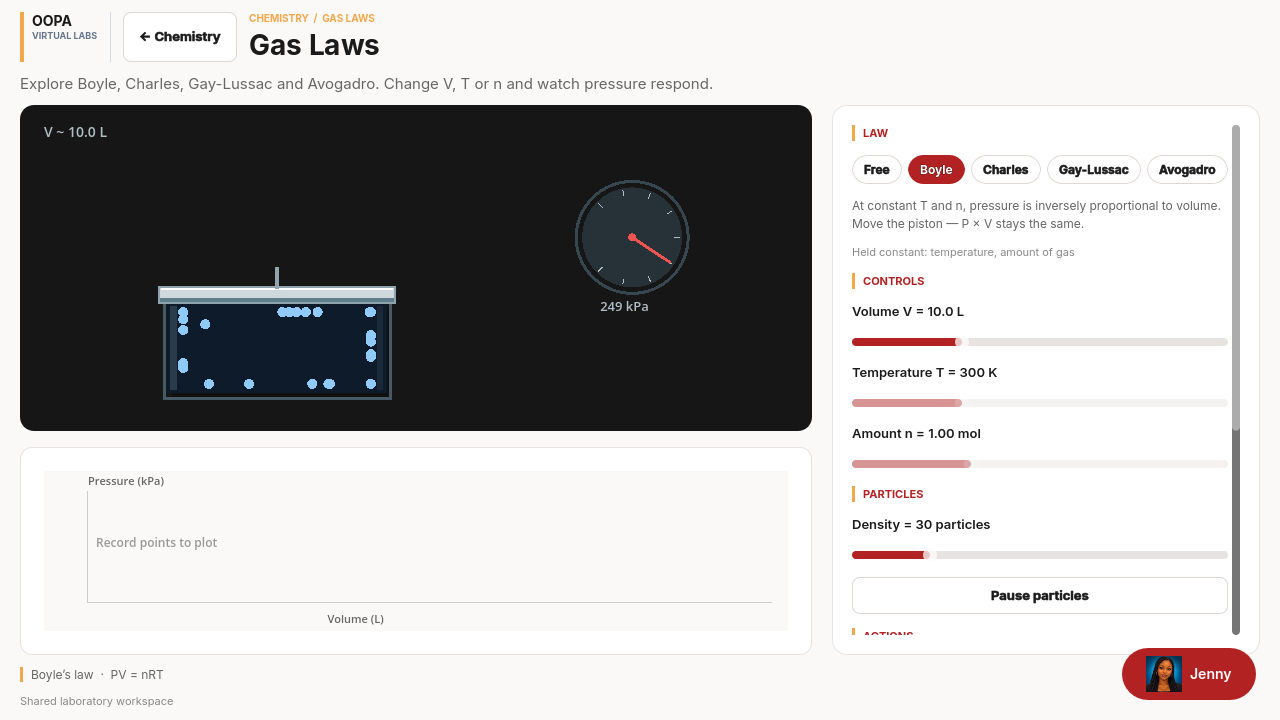 OOPA
VIRTUAL LABS
← Chemistry
CHEMISTRY / GAS LAWS
Gas Laws
Explore Boyle, Charles, Gay-Lussac and Avogadro. Change V, T or n and watch pressure respond.
V ~ 10.0 L
249 kPa
Pressure (kPa)
Record points to plot
Volume (L)
Boyle’s law · PV = nRT
Shared laboratory workspace
LAW
Free Boyle Charles Gay-Lussac Avogadro
At constant T and n, pressure is inversely proportional to volume.
Move the piston — P × V stays the same.
Held constant: temperature, amount of gas
CONTROLS
Volume V = 10.0 L
Temperature T = 300 K
Amount n = 1.00 mol
PARTICLES
Density = 30 particles
Pause particles
ACTIONS
Jenny